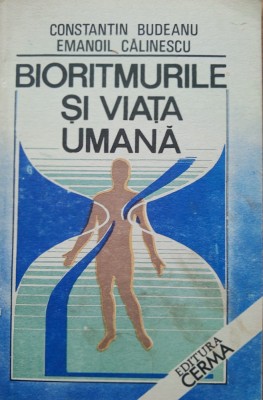 CONSTANTIN BUDEANU
EMANOIL CĂLINESCU
BIORITMURILE
ȘI VIAȚA
UMANĂ
EDITURA
CERMA